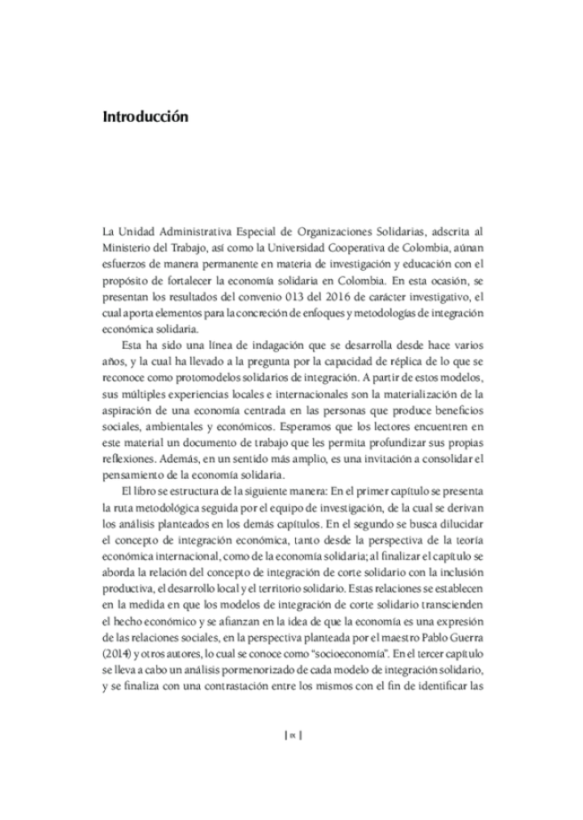 Introducción
La Unidad Administrativa Especial de Organizaciones Solidarias, adscrita al
Ministerio del Trabajo, así como la Universidad Cooperativa de Colombia, aúnan
esfuerzos de manera permanente en materia de investigación y educación con el
propósito de fortalecer la economía solidaria en Colombia. En esta ocasión, se
presentan los resultados del convenio 013 del 2016 de carácter investigativo, el
cual aporta elementos para la concreción de enfoques y metodologías de integración
económica solidaria.
Esta ha sido una línea de indagación que se desarrolla desde hace varios
años, y la cual ha llevado a la pregunta por la capacidad de réplica de lo que se
reconoce como protomodelos solidarios de integración. A partir de estos modelos,
sus múltiples experiencias locales e internacionales son la materialización de la
aspiración de una economía centrada en las personas que produce beneficios
sociales, ambientales y económicos. Esperamos que los lectores encuentren en
este material un documento de trabajo que les permita profundizar sus propias
reflexiones. Además, en un sentido más amplio, es una invitación a consolidar el
pensamiento de la economía solidaria.
El libro se estructura de la siguiente manera: En el primer capítulo se presenta
la ruta metodológica seguida por el equipo de investigación, de la cual se derivan
los análisis planteados en los demás capítulos. En el segundo se busca dilucidar
el concepto de integración económica, tanto desde la perspectiva de la teoría
económica internacional, como de la economía solidaria; al finalizar el capítulo se
aborda la relación del concepto de integración de corte solidario con la inclusión
productiva, el desarrollo local y el territorio solidario. Estas relaciones se establecen
en la medida en que los modelos de integración de corte solidario transcienden
el hecho económico y se afianzan en la idea de que la economía es una expresión
de las relaciones sociales, en la perspectiva planteada por el maestro Pablo Guerra
(2014) y otros autores, lo cual se conoce como “socioeconomía”. En el tercer capítulo
se lleva a cabo un análisis pormenorizado de cada modelo de integración solidario,
y se finaliza con una contrastación entre los mismos con el fin de identificar las